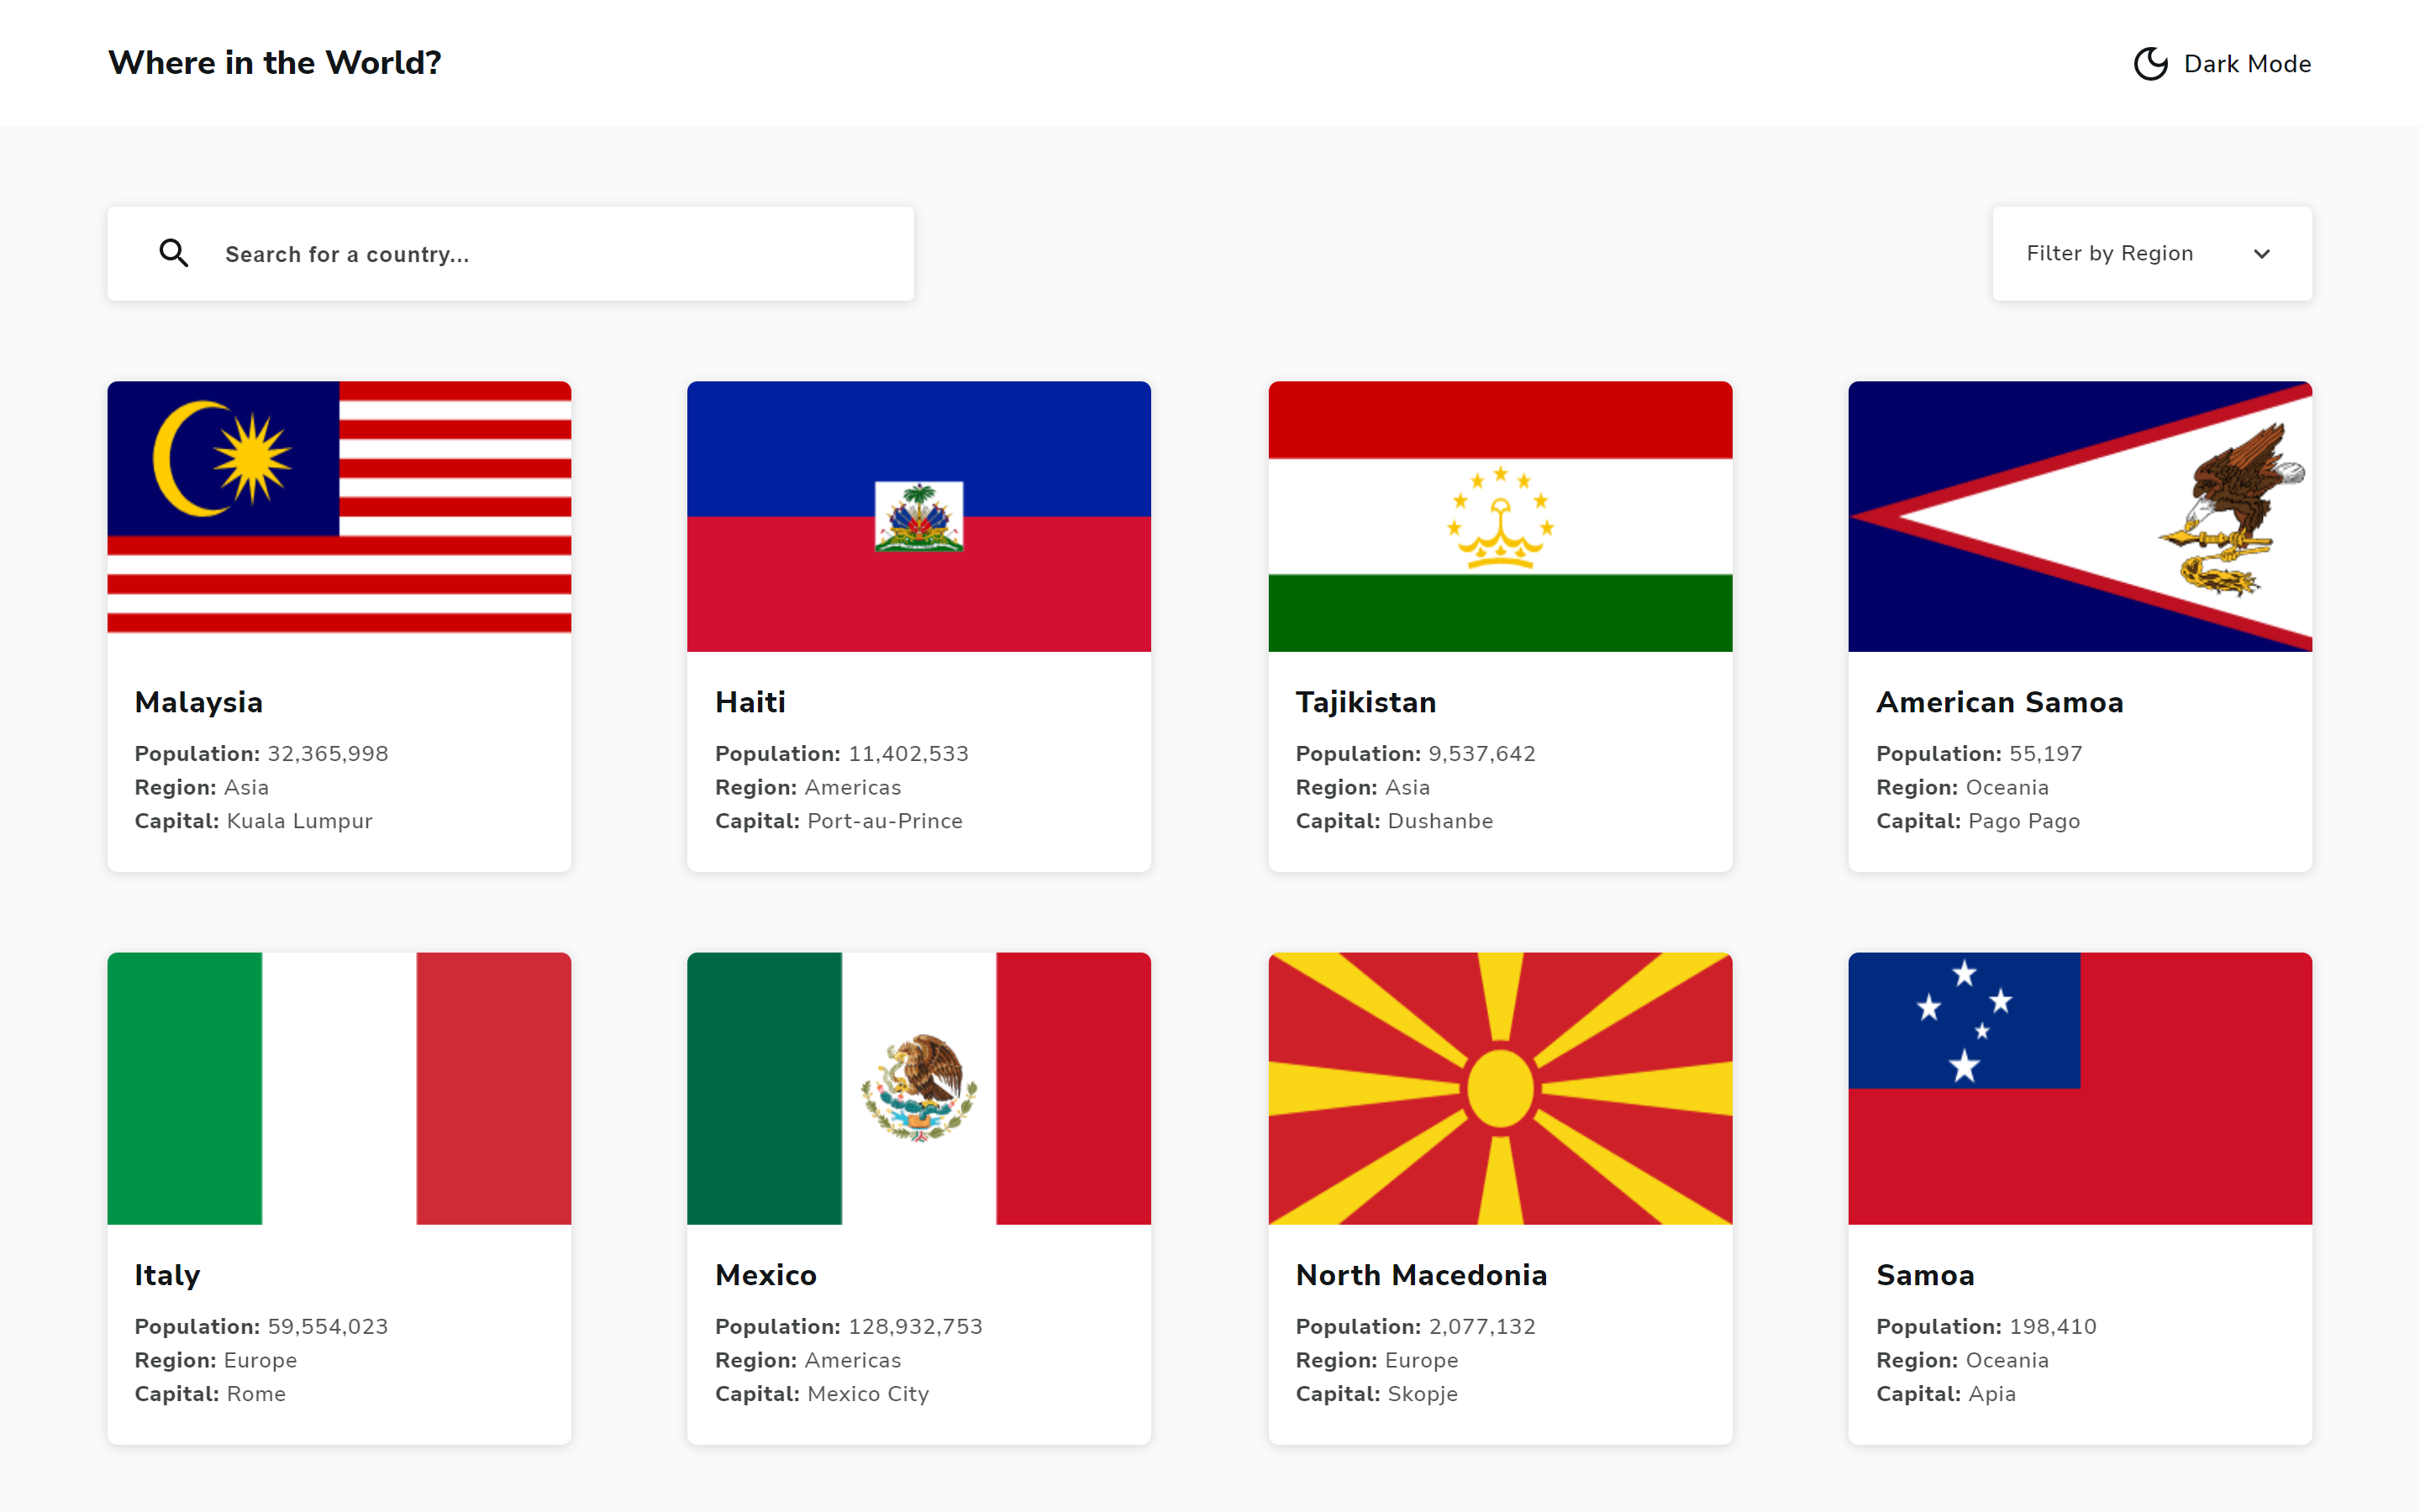 Where in the World?
Dark Mode
Search for a country...
Filter by Region
Malaysia
Population: 32,365,998
Region: Asia
Capital: Kuala Lumpur
Haiti
Population: 11,402,533
Region: Americas
Capital: Port-au-Prince
Tajikistan
Population: 9,537,642
Region: Asia
Capital: Dushanbe
American Samoa
Population: 55,197
Region: Oceania
Capital: Pago Pago
Italy
Population: 59,554,023
Region: Europe
Capital: Rome
Mexico
Population: 128,932,753
Region: Americas
Capital: Mexico City
North Macedonia
Population: 2,077,132
Region: Europe
Capital: Skopje
Samoa
Population: 198,410
Region: Oceania
Capital: Apia